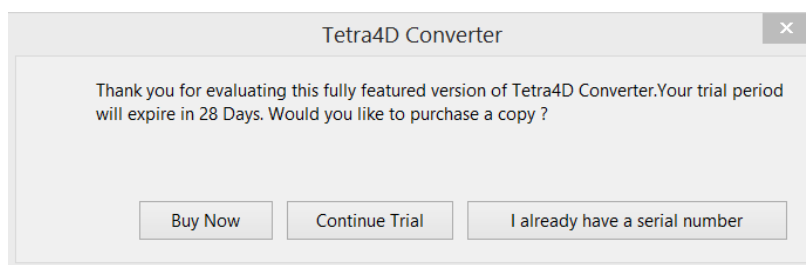 Tetra4D Converter
Thank you for evaluating this fully featured version of Tetra4D Converter.Your trial period
will expire in 28 Days. Would you like to purchase a copy ?
Buy Now Continue Trial I already have a serial number